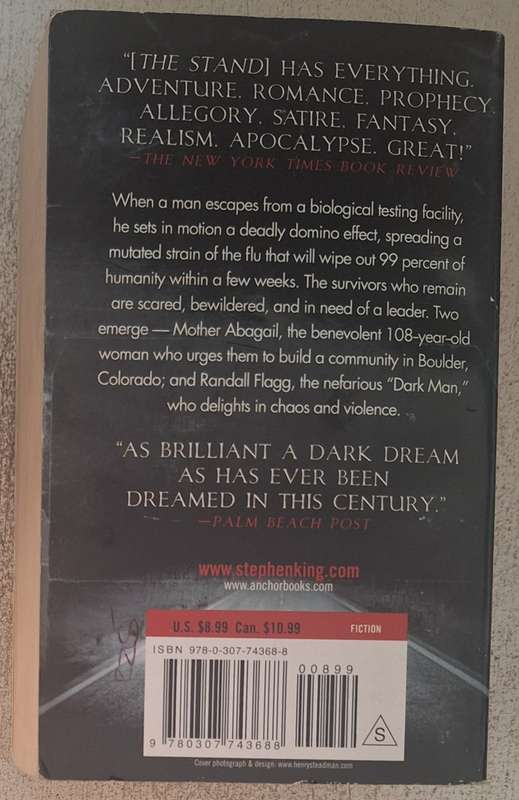 "[THE STAND] HAS EVERYTHING.
ADVENTURE. ROMANCE. PROPHECY.
ALLEGORY. SATIRE. FANTASY.
REALISM. APOCALYPSE. GREAT!"
—THE NEW YORK TIMES BOOK REVIEW
When a man escapes from a biological testing facility,
he sets in motion a deadly domino effect, spreading a
mutated strain of the flu that will wipe out 99 percent of
humanity within a few weeks. The survivors who remain
are scared, bewildered, and in need of a leader. Two
emerge — Mother Abagail, the benevolent 108-year-old
woman who urges them to build a community in Boulder,
Colorado; and Randall Flagg, the nefarious "Dark Man,"
who delights in chaos and violence.
"AS BRILLIANT A DARK DREAM
AS HAS EVER BEEN
DREAMED IN THIS CENTURY."
—PALM BEACH POST
www.stephenking.com
www.anchorbooks.com
U.S. $8.99 Can. $10.99 FICTION
ISBN 978-0-307-74368-8
00899
S
9 780307 743688
Cover photograph & design: www.henrysteadman.com